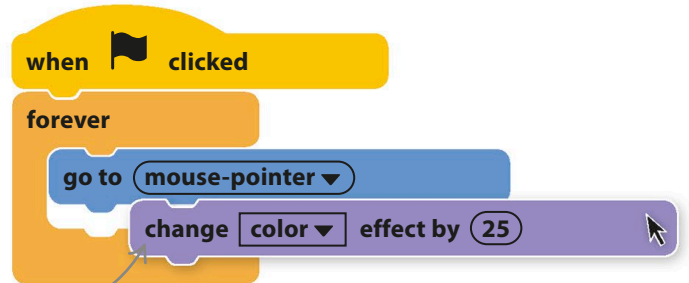 when clicked
forever
go to mouse-pointer
change color effect by 25